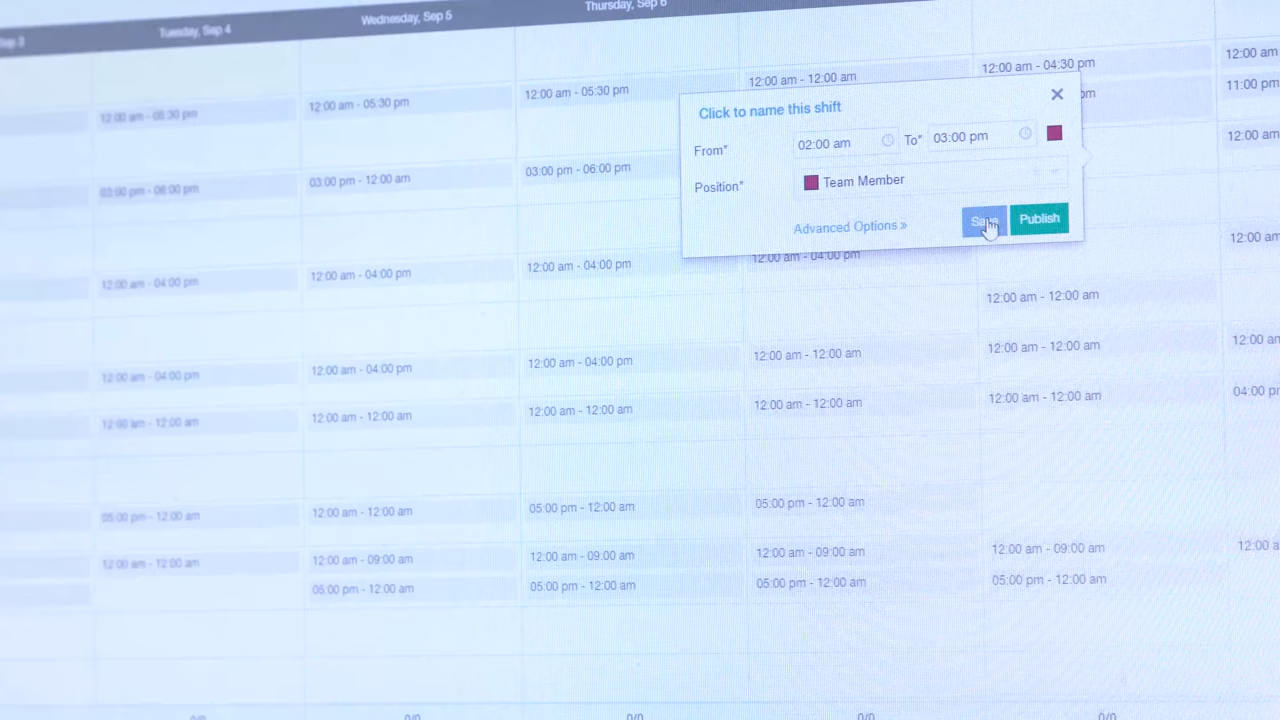 Sep 3 Tuesday, Sep 4 Wednesday, Sep 5 Thursday, Sep 6
12:00 am - 05:30 pm 12:00 am - 05:30 pm 12:00 am - 05:30 pm 12:00 am - 12:00 am 12:00 am - 04:30 pm 12:00 am
pm 11:00 pm
Click to name this shift
From* 02:00 am To* 03:00 pm
Position* Team Member
Advanced Options » Save Publish
03:00 pm - 06:00 pm 03:00 pm - 12:00 am 03:00 pm - 06:00 pm 12:00 am
12:00 am - 04:00 pm 12:00 am - 04:00 pm 12:00 am - 04:00 pm 12:00 am - 04:00 pm 12:00 am
12:00 am - 12:00 am
12:00 am - 04:00 pm 12:00 am - 04:00 pm 12:00 am - 04:00 pm 12:00 am - 12:00 am 12:00 am - 12:00 am 12:00 am
12:00 am - 12:00 am 12:00 am - 12:00 am 12:00 am - 12:00 am 12:00 am - 12:00 am 12:00 am - 12:00 am 04:00 pm
05:00 pm - 12:00 am 12:00 am - 12:00 am 05:00 pm - 12:00 am 05:00 pm - 12:00 am
12:00 am - 12:00 am 12:00 am - 09:00 am 12:00 am - 09:00 am 12:00 am - 09:00 am 12:00 am - 09:00 am 12:00 a
05:00 pm - 12:00 am 05:00 pm - 12:00 am 05:00 pm - 12:00 am 05:00 pm - 12:00 am
0/0 0/0 0/0 0/0 0/0